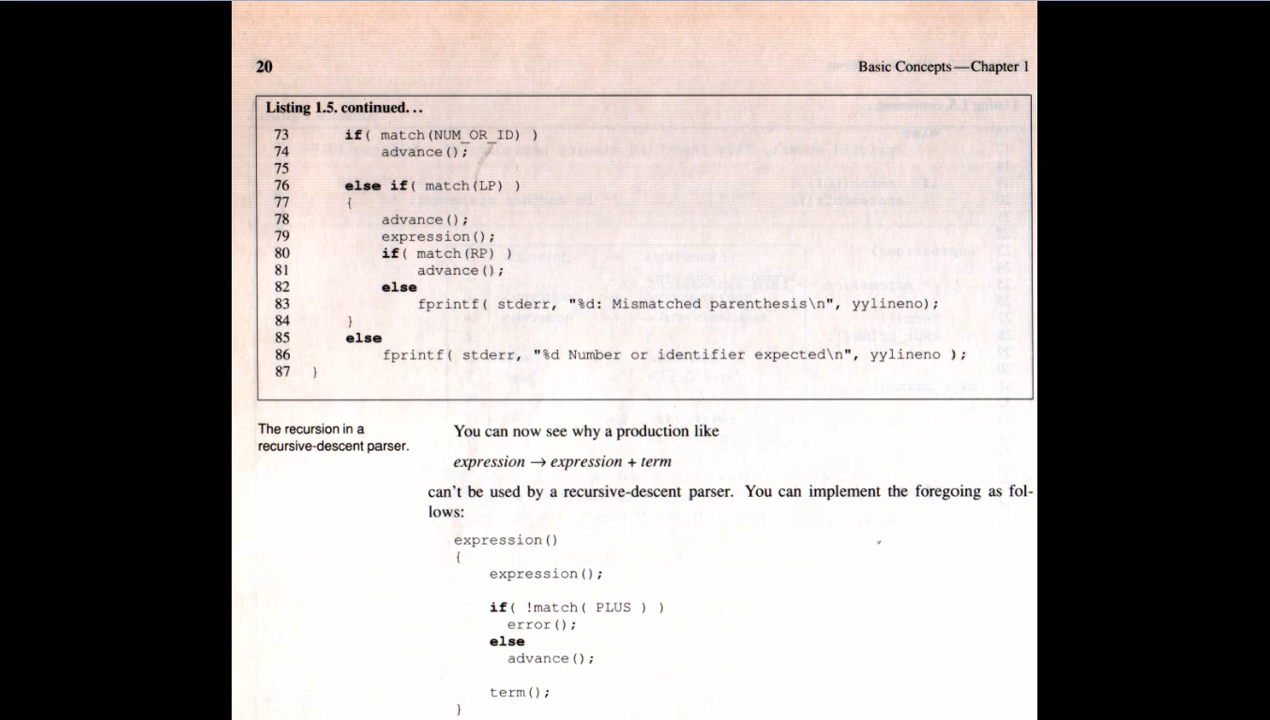 20
Basic Concepts—Chapter 1
Listing 1.5. continued...
73 if( match(NUM_OR_ID) )
74 advance();
75
76 else if( match(LP) )
77 {
78 advance();
79 expression();
80 if( match(RP) )
81 advance();
82 else
83 fprintf( stderr, "%d: Mismatched parenthesis\n", yylineno);
84 }
85 else
86 fprintf( stderr, "%d Number or identifier expected\n", yylineno );
87 }
The recursion in a
recursive-descent parser.
You can now see why a production like
expression → expression + term
can't be used by a recursive-descent parser. You can implement the foregoing as fol-
lows:
expression()
{
expression();
if( !match( PLUS ) )
error();
else
advance();
term();
}